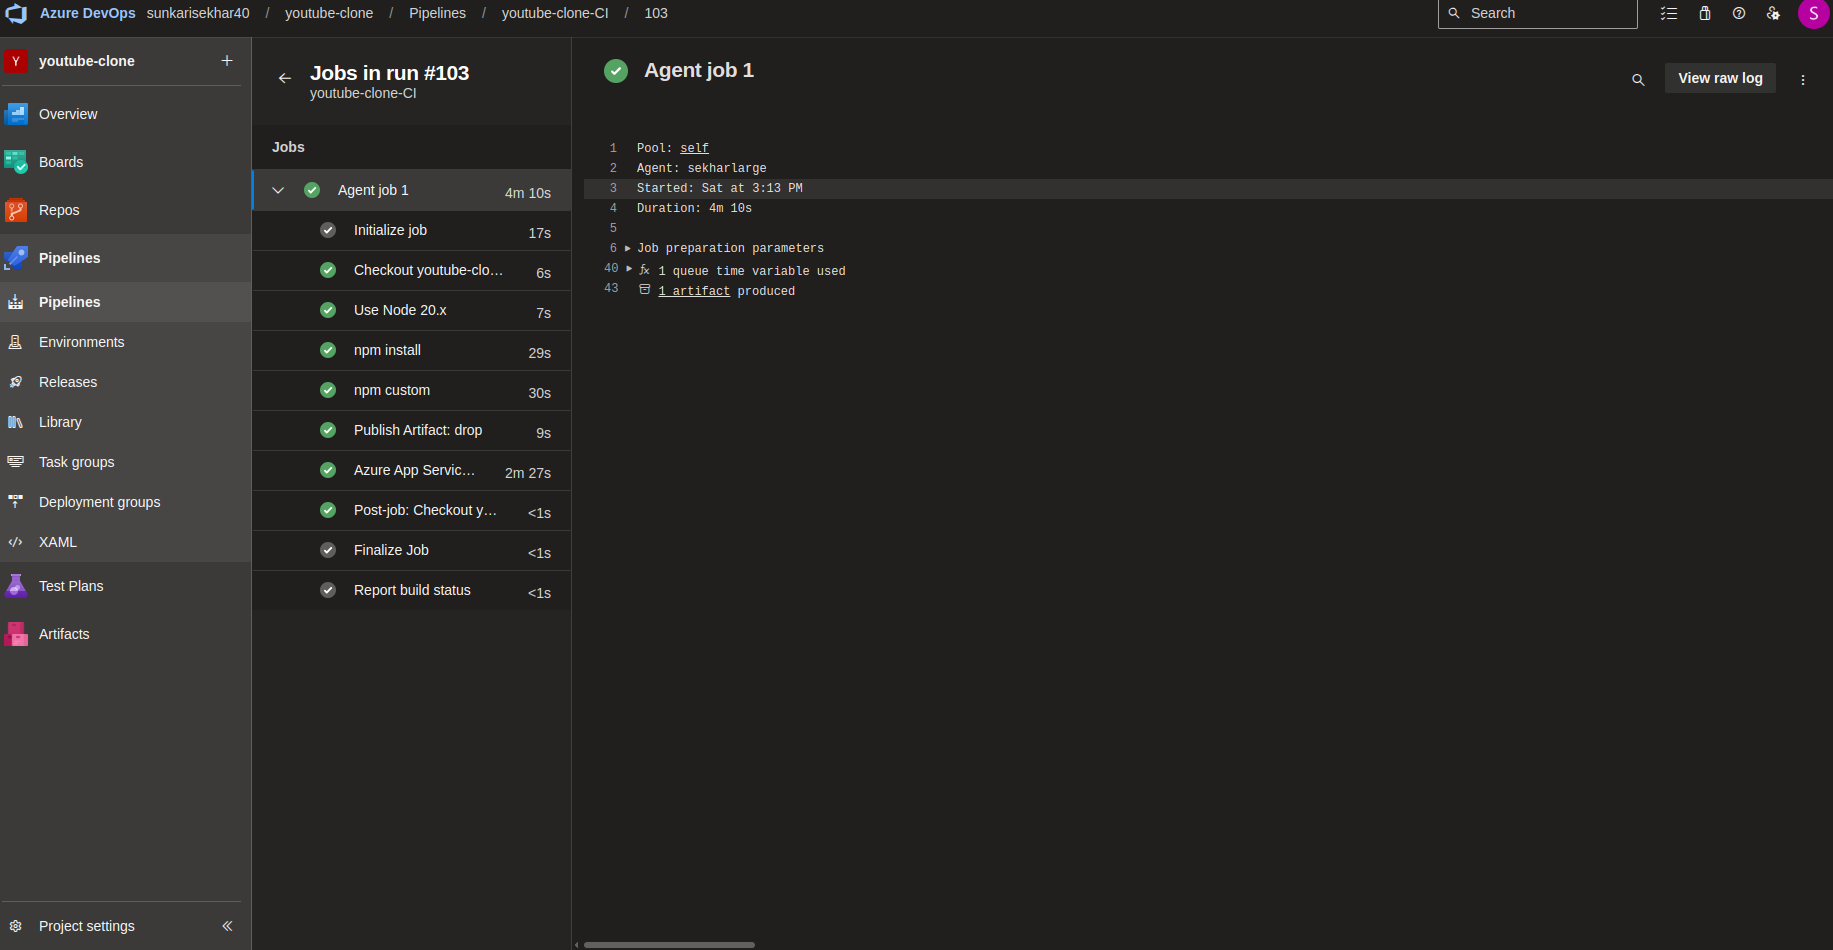 Azure DevOps sunkarisekhar40 / youtube-clone / Pipelines / youtube-clone-CI / 103
Search
S
Y youtube-clone +
Overview
Boards
Repos
Pipelines
Pipelines
Environments
Releases
Library
Task groups
Deployment groups
XAML
Test Plans
Artifacts
Project settings
Jobs in run #103
youtube-clone-CI
Jobs
Agent job 1 4m 10s
Initialize job 17s
Checkout youtube-clo... 6s
Use Node 20.x 7s
npm install 29s
npm custom 30s
Publish Artifact: drop 9s
Azure App Servic... 2m 27s
Post-job: Checkout y... <1s
Finalize Job <1s
Report build status <1s
Agent job 1
View raw log
1 Pool: self
2 Agent: sekharlarge
3 Started: Sat at 3:13 PM
4 Duration: 4m 10s
5
6 Job preparation parameters
40 fx 1 queue time variable used
43 1 artifact produced